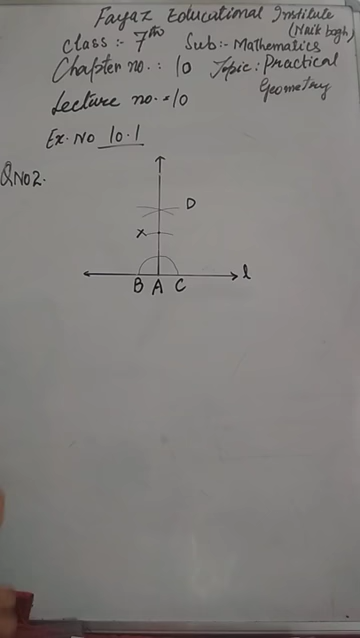 Fayaz Educational Institute
(Naik bagh)
Class:- 7th Sub:- Mathematics
Chapter no.: 10 Topic: Practical
Geometry
Lecture no. = 10
Ex. No 10.1
Q No 2.
D
X
l
B A C